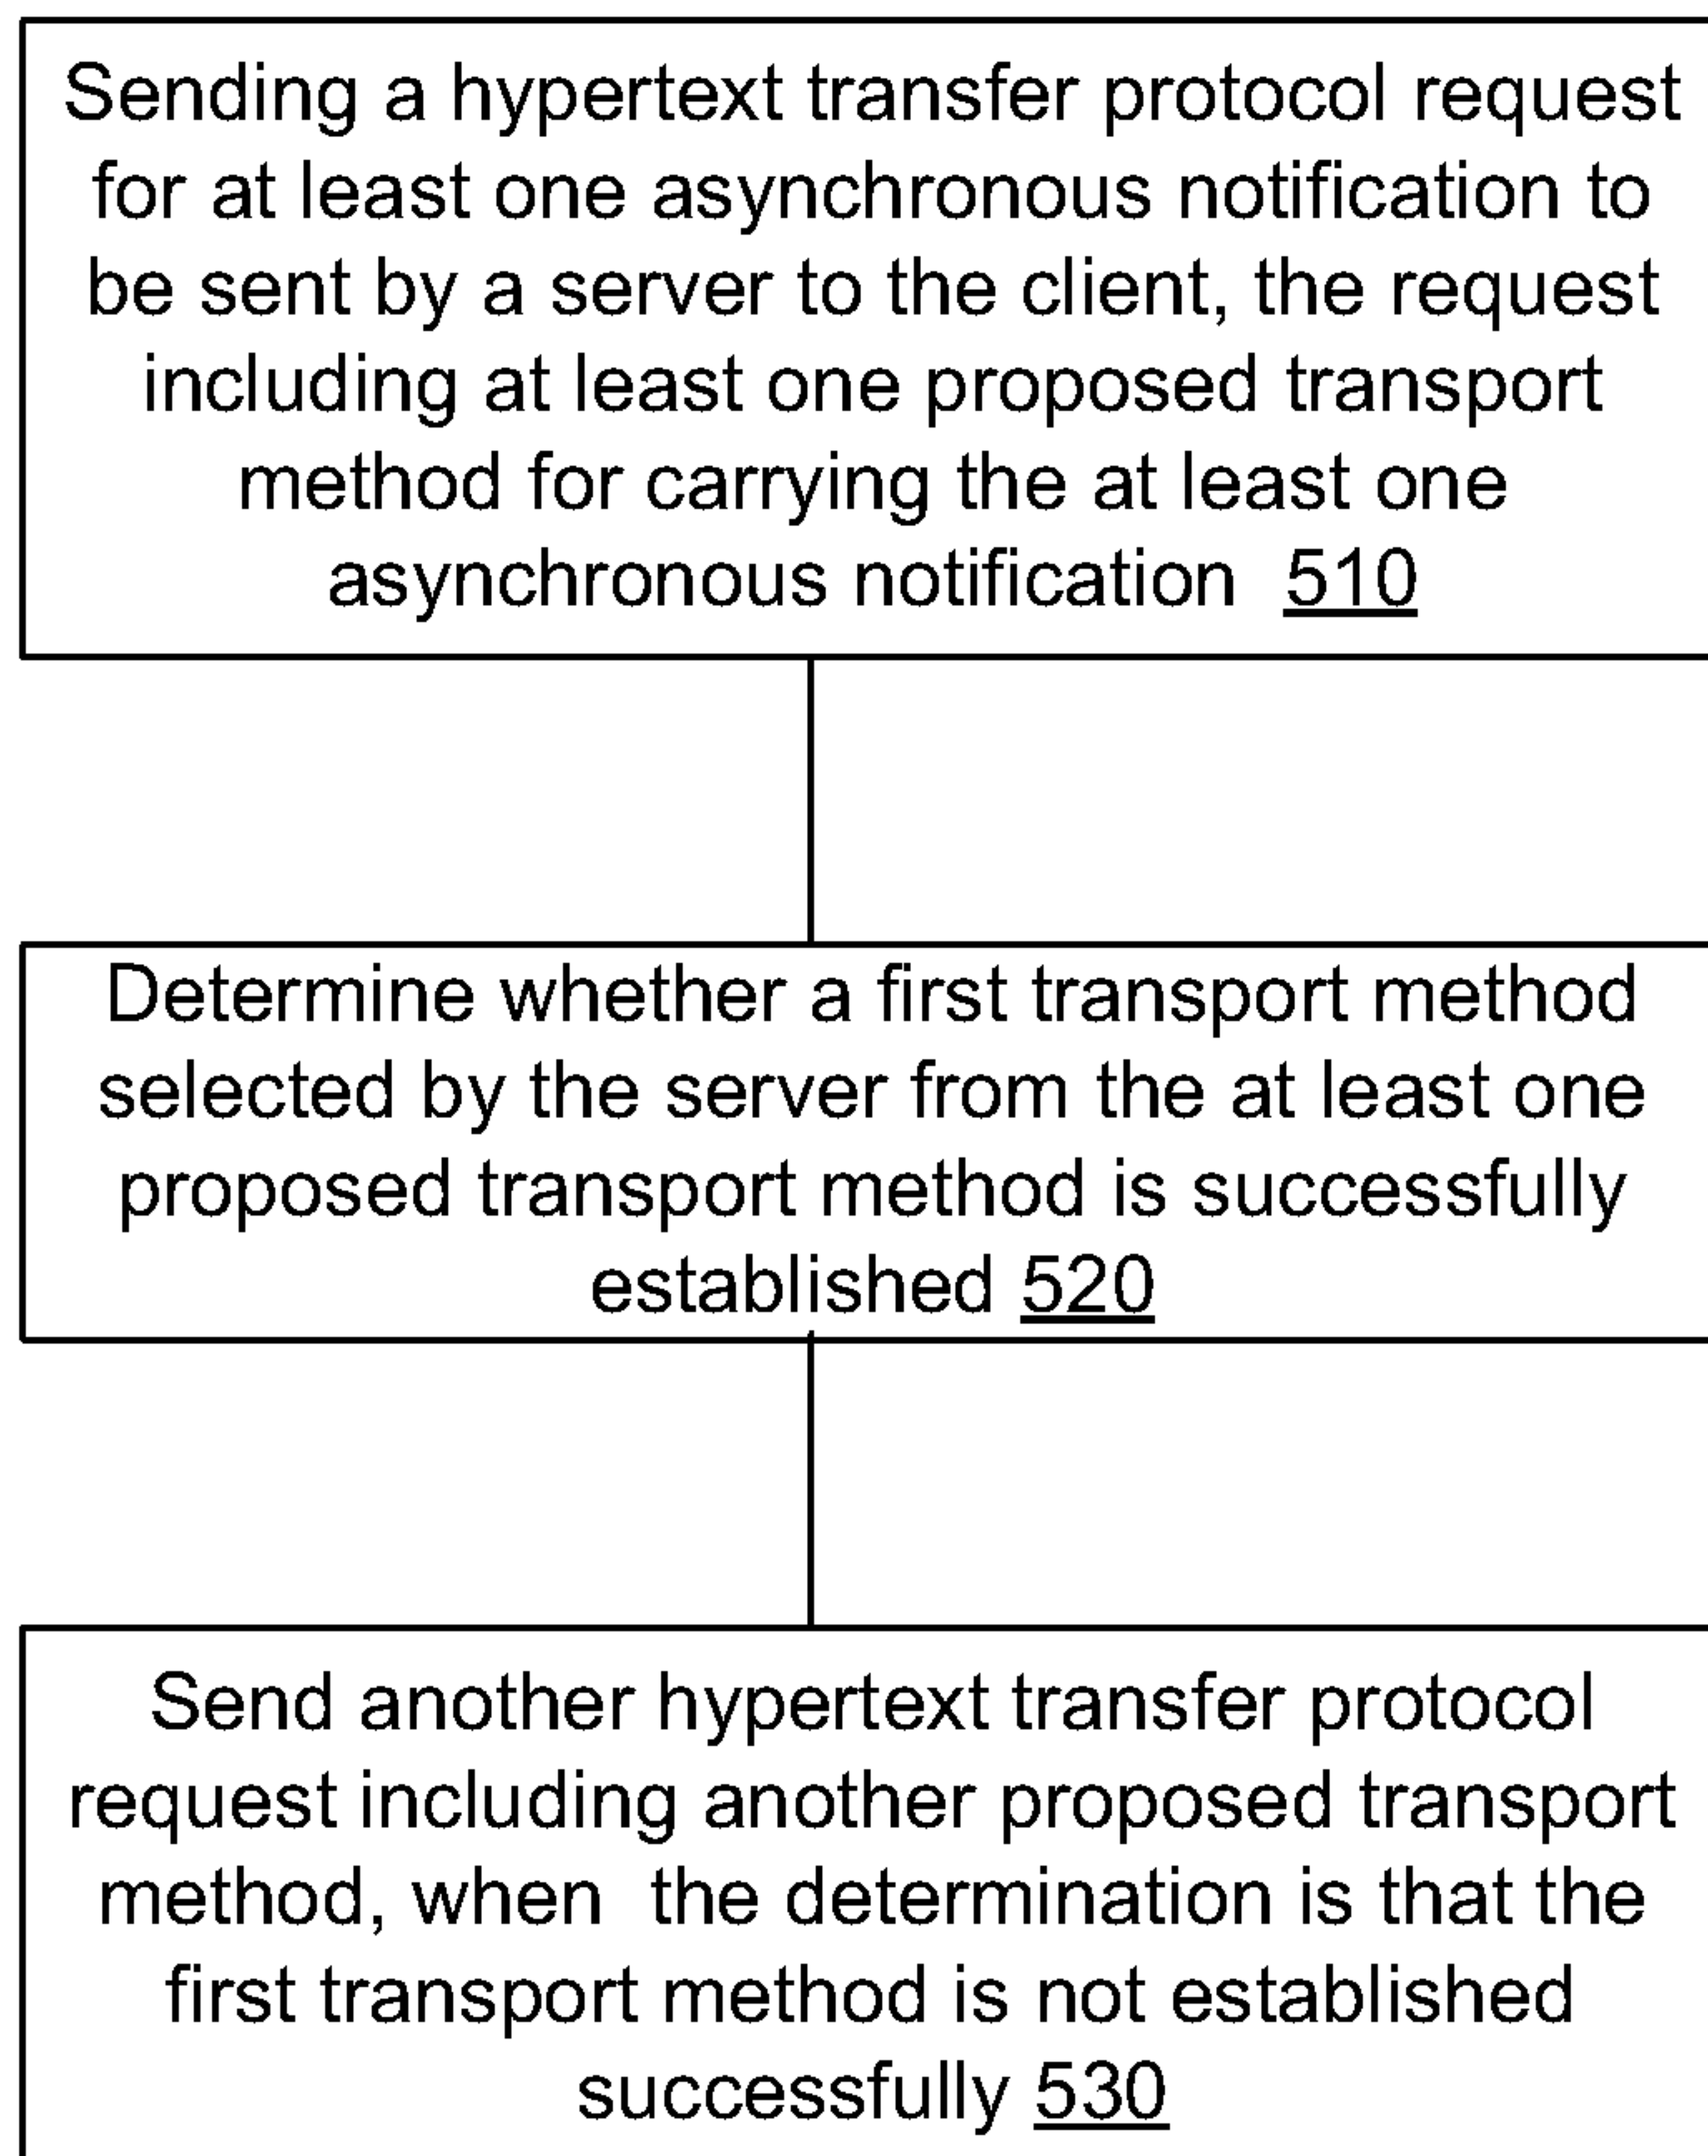 Sending a hypertext transfer protocol request
for at least one asynchronous notification to
be sent by a server to the client, the request
including at least one proposed transport
method for carrying the at least one
asynchronous notification 510
Determine whether a first transport method
selected by the server from the at least one
proposed transport method is successfully
established 520
Send another hypertext transfer protocol
request including another proposed transport
method, when the determination is that the
first transport method is not established
successfully 530